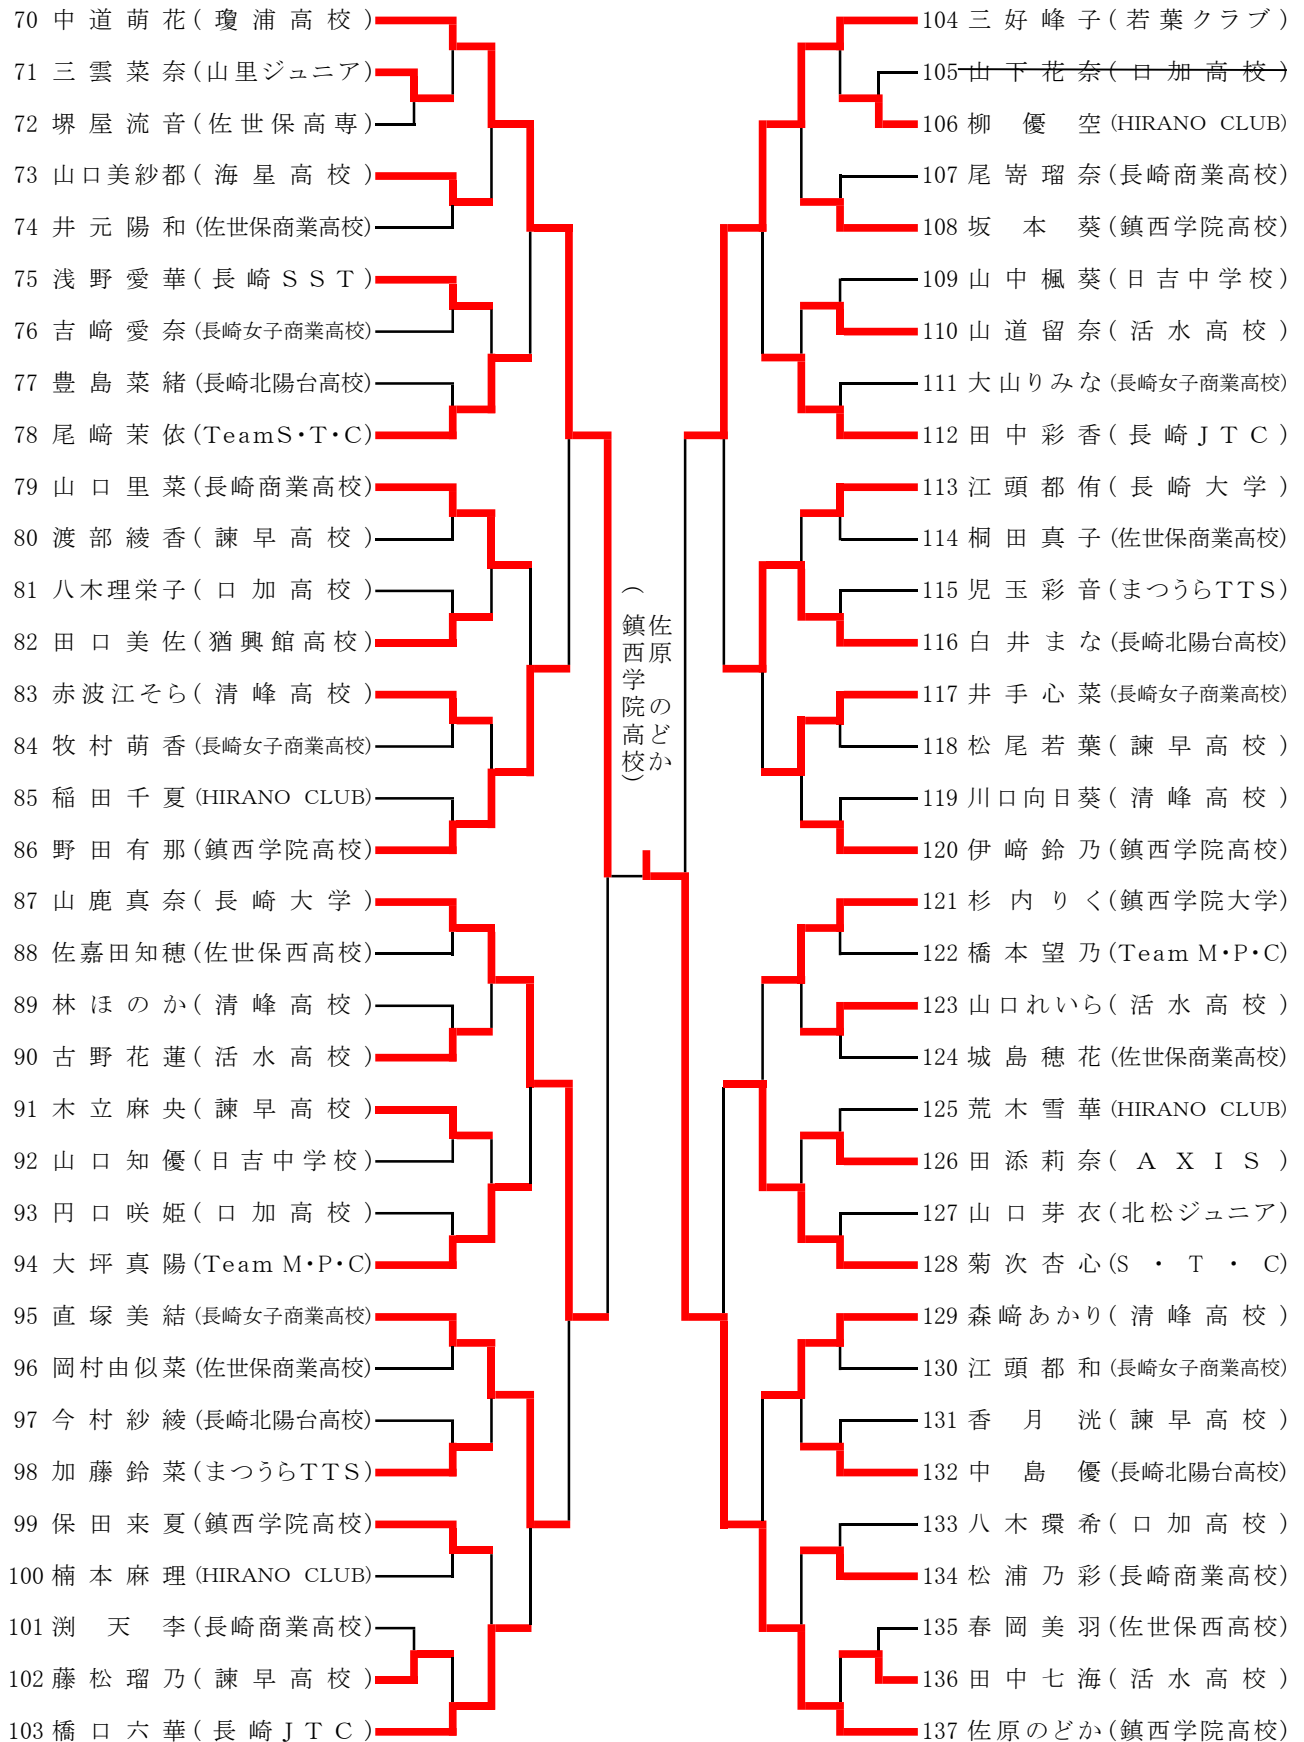 70 中道萌花(瓊浦高校)
71 三雲菜奈(山里ジュニア)
72 堺屋流音(佐世保高専)
73 山口美紗都(海星高校)
74 井元陽和(佐世保商業高校)
75 浅野愛華(長崎SST)
76 吉﨑愛奈(長崎女子商業高校)
77 豊島菜緒(長崎北陽台高校)
78 尾﨑茉依(TeamS・T・C)
79 山口里菜(長崎商業高校)
80 渡部綾香(諫早高校)
81 八木理栄子(口加高校)
82 田口美佐(猶興館高校)
83 赤波江そら(清峰高校)
84 牧村萌香(長崎女子商業高校)
85 稲田千夏(HIRANO CLUB)
86 野田有那(鎮西学院高校)
87 山鹿真奈(長崎大学)
88 佐嘉田知穂(佐世保西高校)
89 林ほのか(清峰高校)
90 古野花蓮(活水高校)
91 木立麻央(諫早高校)
92 山口知優(日吉中学校)
93 円口咲姫(口加高校)
94 大坪真陽(Team M・P・C)
95 直塚美結(長崎女子商業高校)
96 岡村由似菜(佐世保商業高校)
97 今村紗綾(長崎北陽台高校)
98 加藤鈴菜(まつうらTTS)
99 保田来夏(鎮西学院高校)
100 楠本麻理(HIRANO CLUB)
101 渕天李(長崎商業高校)
102 藤松瑠乃(諫早高校)
103 橋口六華(長崎JTC)
佐原 のどか
(鎮西学院高校)
104 三好峰子(若葉クラブ)
105 山下花奈(口加高校)
106 柳優空(HIRANO CLUB)
107 尾嵜瑠奈(長崎商業高校)
108 坂本葵(鎮西学院高校)
109 山中楓葵(日吉中学校)
110 山道留奈(活水高校)
111 大山りみな(長崎女子商業高校)
112 田中彩香(長崎JTC)
113 江頭都侑(長崎大学)
114 桐田真子(佐世保商業高校)
115 児玉彩音(まつうらTTS)
116 白井まな(長崎北陽台高校)
117 井手心菜(長崎女子商業高校)
118 松尾若葉(諫早高校)
119 川口向日葵(清峰高校)
120 伊﨑鈴乃(鎮西学院高校)
121 杉内りく(鎮西学院大学)
122 橋本望乃(Team M・P・C)
123 山口れいら(活水高校)
124 城島穂花(佐世保商業高校)
125 荒木雪華(HIRANO CLUB)
126 田添莉奈(AXIS)
127 山口芽衣(北松ジュニア)
128 菊次杏心(S・T・C)
129 森﨑あかり(清峰高校)
130 江頭都和(長崎女子商業高校)
131 香月洸(諫早高校)
132 中島優(長崎北陽台高校)
133 八木環希(口加高校)
134 松浦乃彩(長崎商業高校)
135 春岡美羽(佐世保西高校)
136 田中七海(活水高校)
137 佐原のどか(鎮西学院高校)